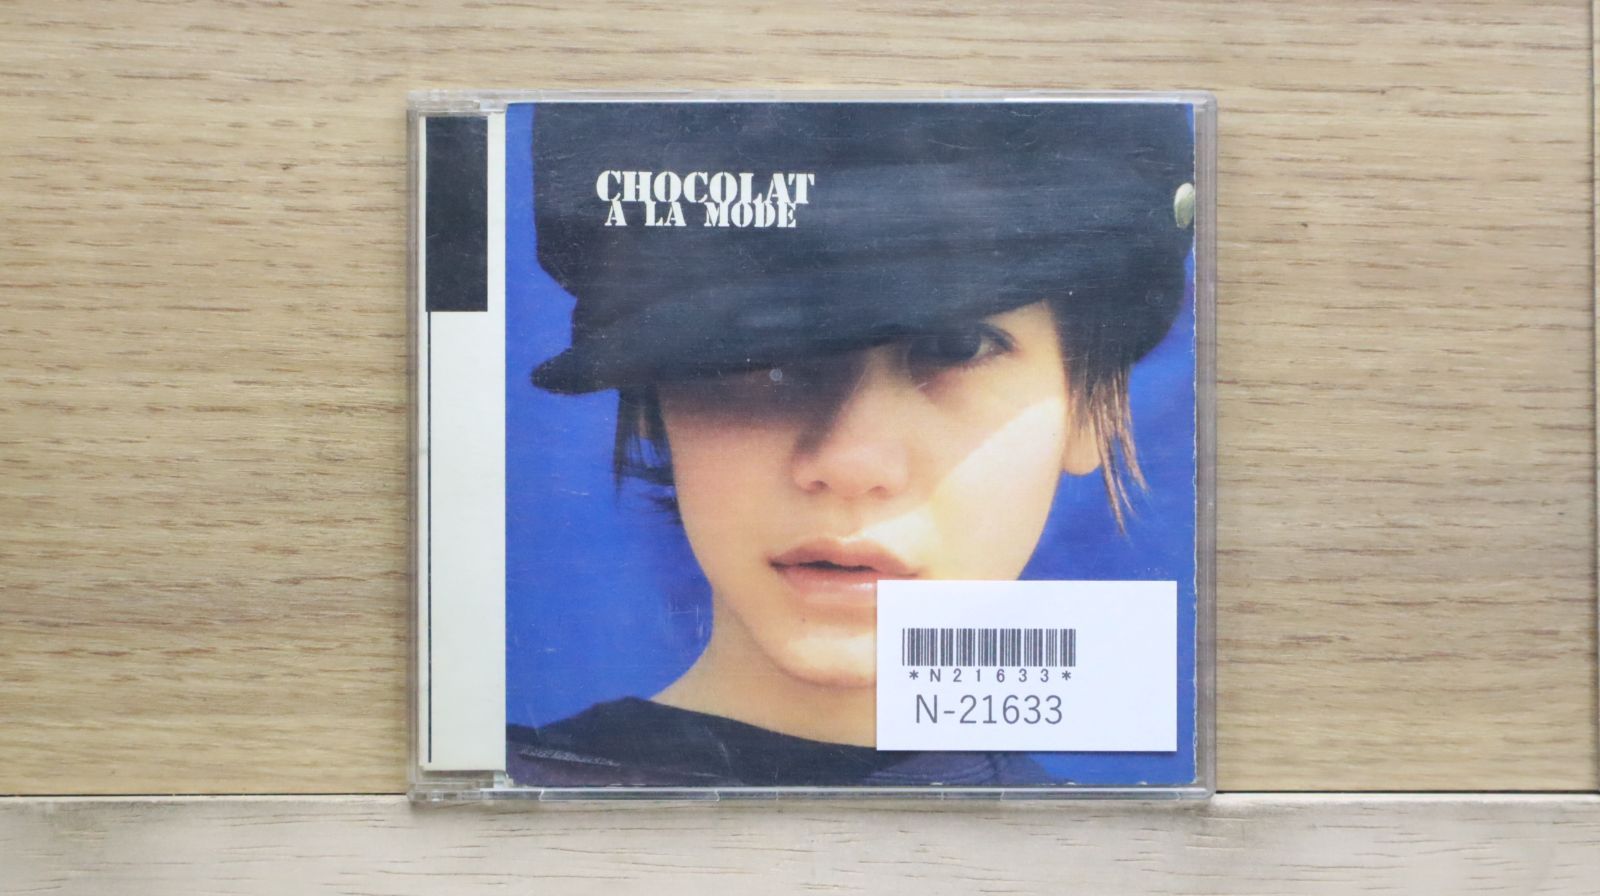 CHOCOLAT
A LA MODE
*N21633*
N-21633